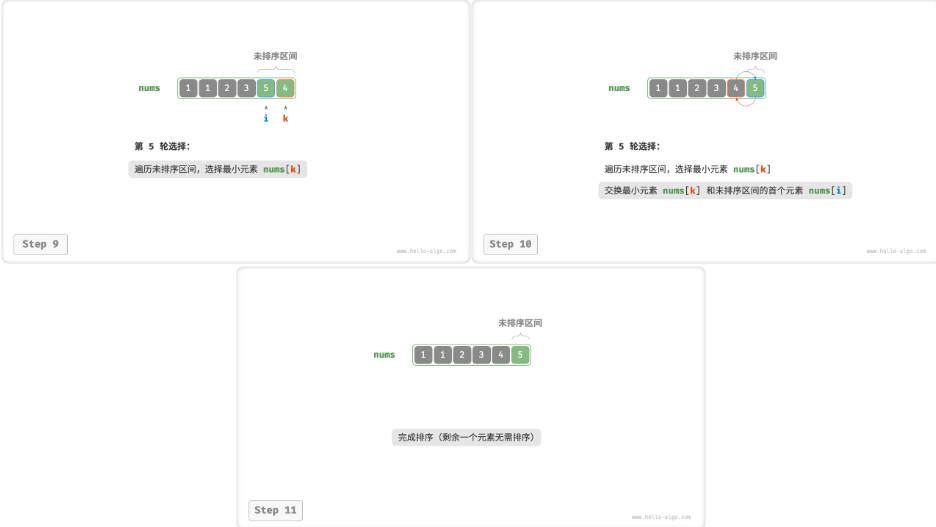 未排序区间
nums 1 1 2 3 5 4
i k
第 5 轮选择：
遍历未排序区间，选择最小元素 nums[k]
Step 9
www.hello-algo.com
未排序区间
nums 1 1 2 3 4 5
第 5 轮选择：
遍历未排序区间，选择最小元素 nums[k]
交换最小元素 nums[k] 和未排序区间的首个元素 nums[i]
Step 10
www.hello-algo.com
未排序区间
nums 1 1 2 3 4 5
完成排序（剩余一个元素无需排序）
Step 11
www.hello-algo.com